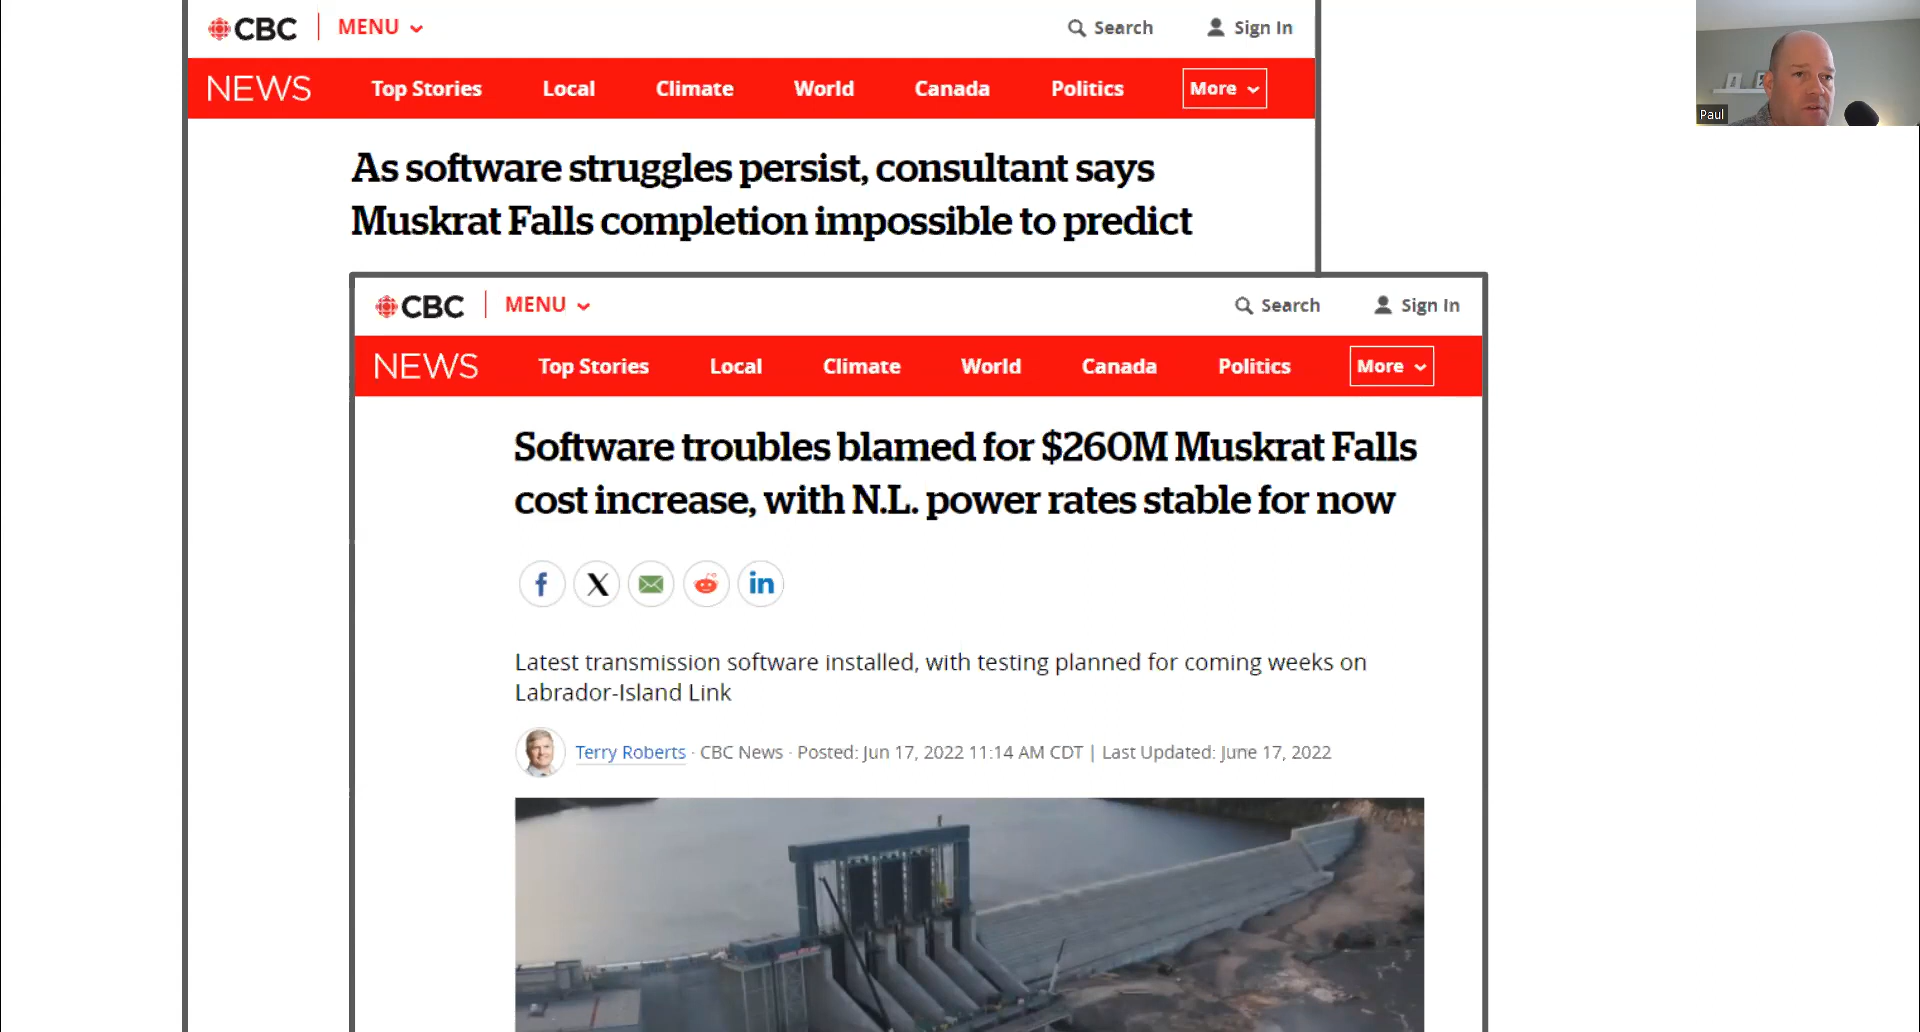 CBC MENU Search Sign In
NEWS Top Stories Local Climate World Canada Politics More
As software struggles persist, consultant says
Muskrat Falls completion impossible to predict
CBC MENU Search Sign In
NEWS Top Stories Local Climate World Canada Politics More
Software troubles blamed for $260M Muskrat Falls
cost increase, with N.L. power rates stable for now
f X in
Latest transmission software installed, with testing planned for coming weeks on
Labrador-Island Link
Terry Roberts · CBC News · Posted: Jun 17, 2022 11:14 AM CDT | Last Updated: June 17, 2022
Paul